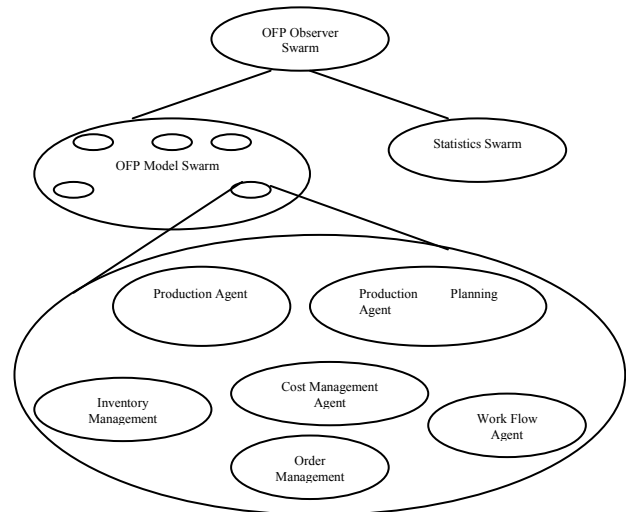 OFP Observer
Swarm
OFP Model Swarm
Statistics Swarm
Production Agent
Production Planning
Agent
Cost Management
Agent
Inventory
Management
Work Flow
Agent
Order
Management